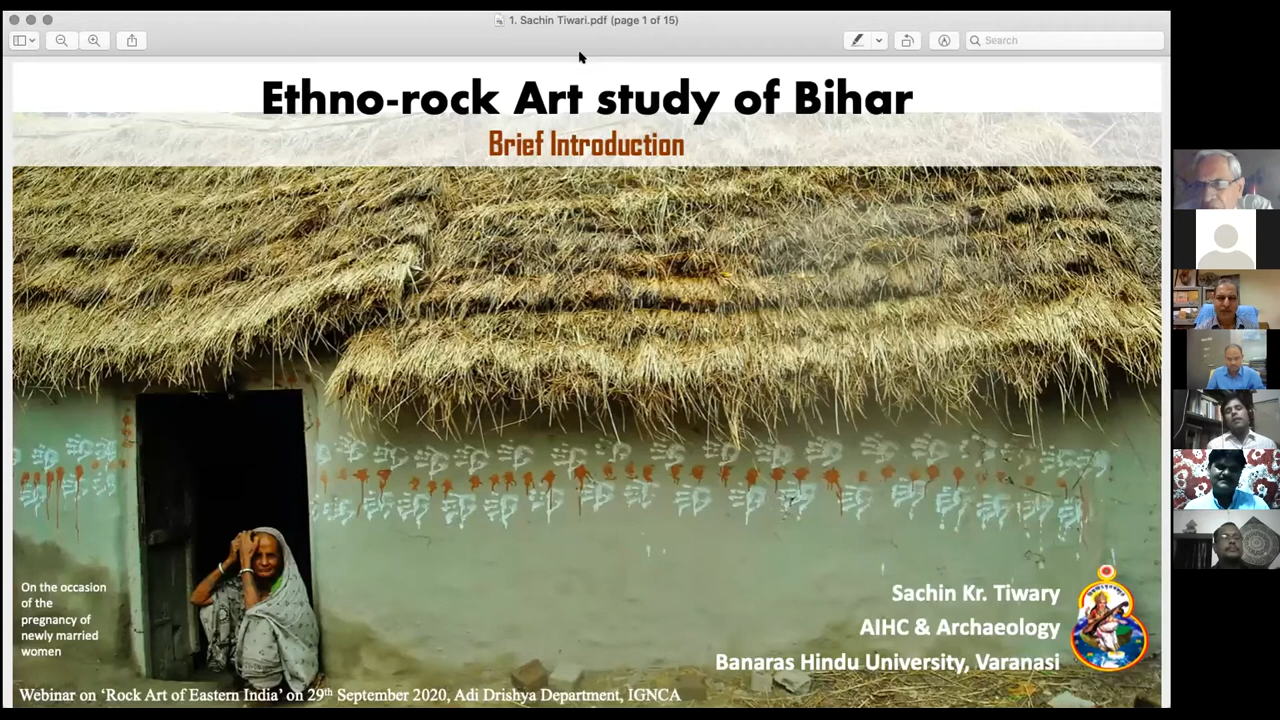 1. Sachin Tiwari.pdf (page 1 of 15)
Search
Ethno-rock Art study of Bihar
Brief Introduction
On the occasion
of the
pregnancy of
newly married
women
Sachin Kr. Tiwary
AIHC & Archaeology
Banaras Hindu University, Varanasi
Webinar on ‘Rock Art of Eastern India’ on 29th September 2020, Adi Drishya Department, IGNCA